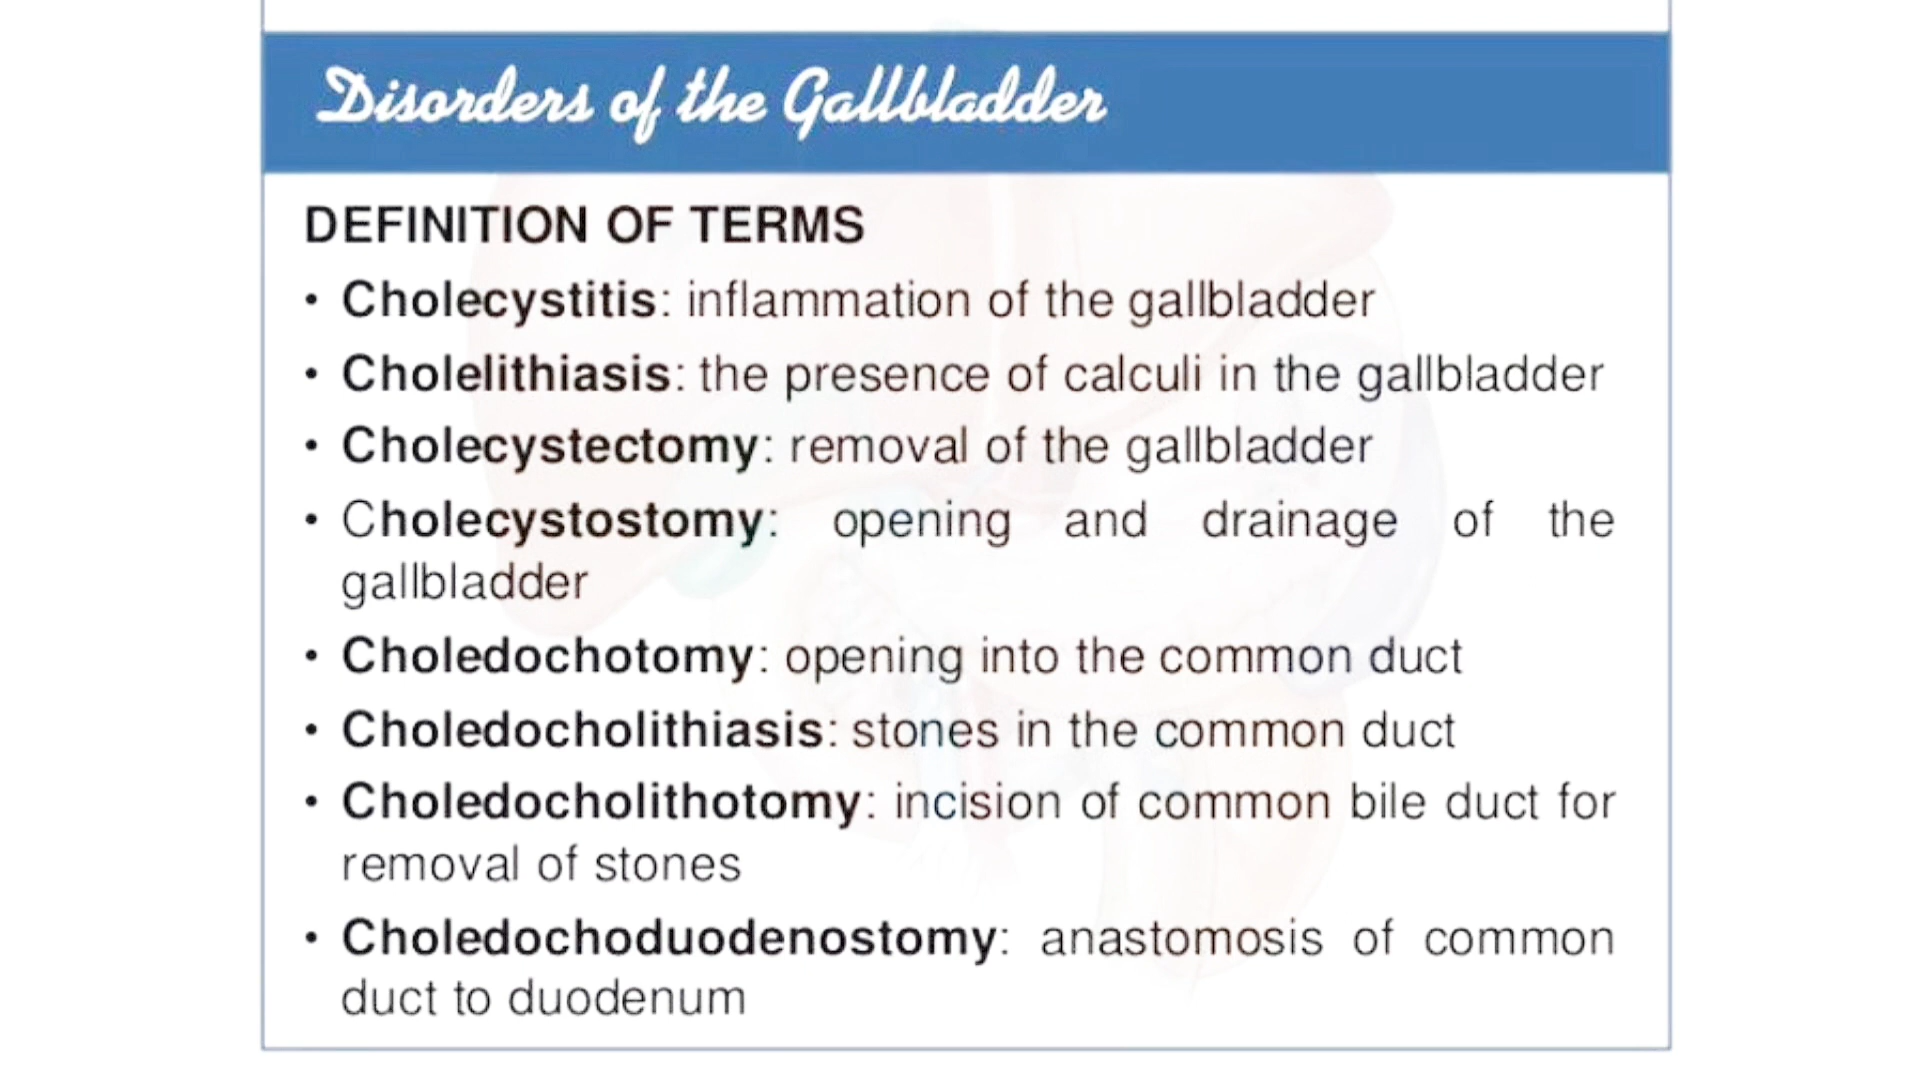 Disorders of the Gallbladder
DEFINITION OF TERMS
• Cholecystitis: inflammation of the gallbladder
• Cholelithiasis: the presence of calculi in the gallbladder
• Cholecystectomy: removal of the gallbladder
• Cholecystostomy: opening and drainage of the
gallbladder
• Choledochotomy: opening into the common duct
• Choledocholithiasis: stones in the common duct
• Choledocholithotomy: incision of common bile duct for
removal of stones
• Choledochoduodenostomy: anastomosis of common
duct to duodenum